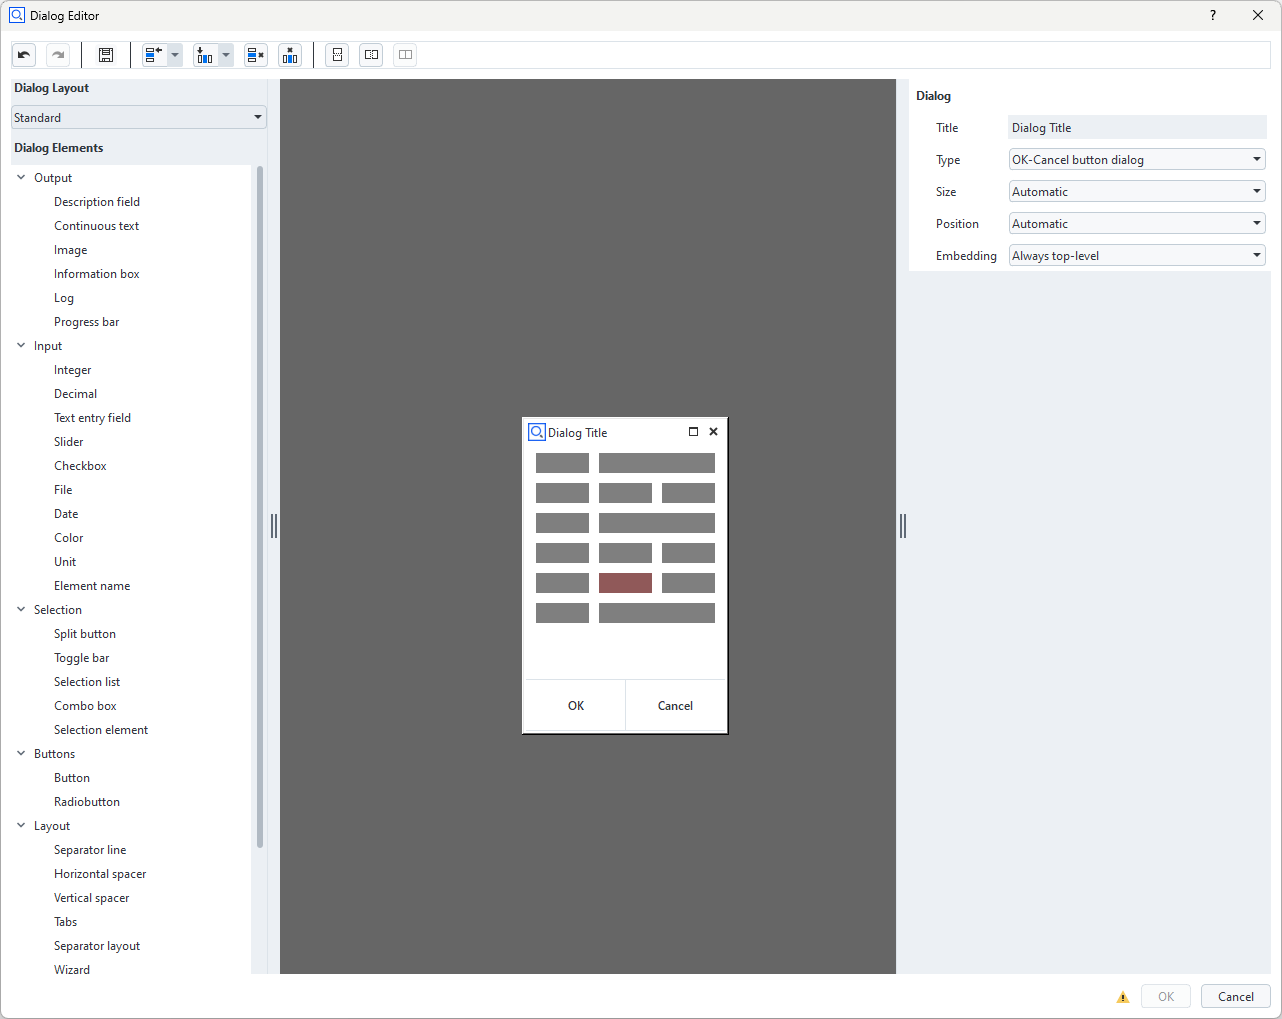 Dialog Editor
?
Dialog Layout
Standard
Dialog Elements
Output
Description field
Continuous text
Image
Information box
Log
Progress bar
Input
Integer
Decimal
Text entry field
Slider
Checkbox
File
Date
Color
Unit
Element name
Selection
Split button
Toggle bar
Selection list
Combo box
Selection element
Buttons
Button
Radiobutton
Layout
Separator line
Horizontal spacer
Vertical spacer
Tabs
Separator layout
Wizard
Dialog Title
OK Cancel
Dialog
Title Dialog Title
Type OK-Cancel button dialog
Size Automatic
Position Automatic
Embedding Always top-level
OK Cancel